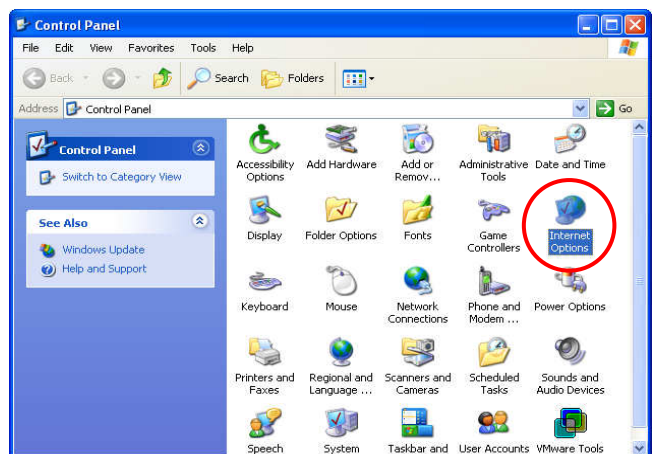 Control Panel
File Edit View Favorites Tools Help
Back Search Folders
Address Control Panel Go
Control Panel
Switch to Category View
See Also
Windows Update
Help and Support
Accessibility Options
Add Hardware
Add or Remov...
Administrative Tools
Date and Time
Display
Folder Options
Fonts
Game Controllers
Internet Options
Keyboard
Mouse
Network Connections
Phone and Modem ...
Power Options
Printers and Faxes
Regional and Language ...
Scanners and Cameras
Scheduled Tasks
Sounds and Audio Devices
Speech
System
Taskbar and
User Accounts
VMware Tools